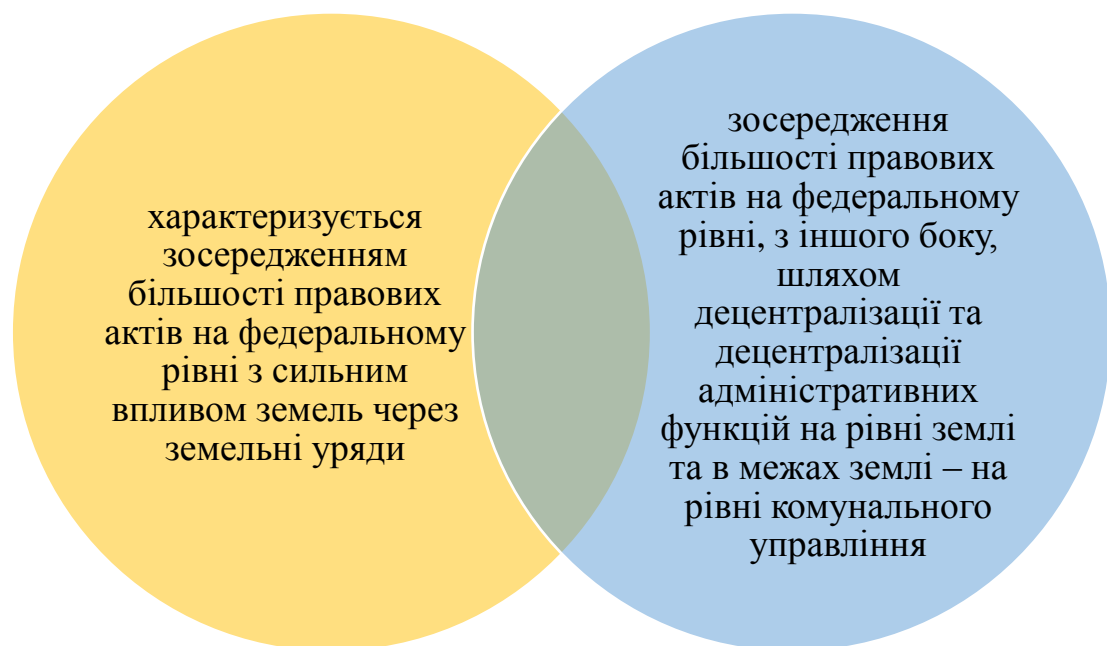 характеризується
зосередженням
більшості правових
актів на федеральному
рівні з сильним
впливом земель через
земельні уряди
зосередження
більшості правових
актів на федеральному
рівні, з іншого боку,
шляхом
децентралізації та
децентралізації
адміністративних
функцій на рівні землі
та в межах землі – на
рівні комунального
управління